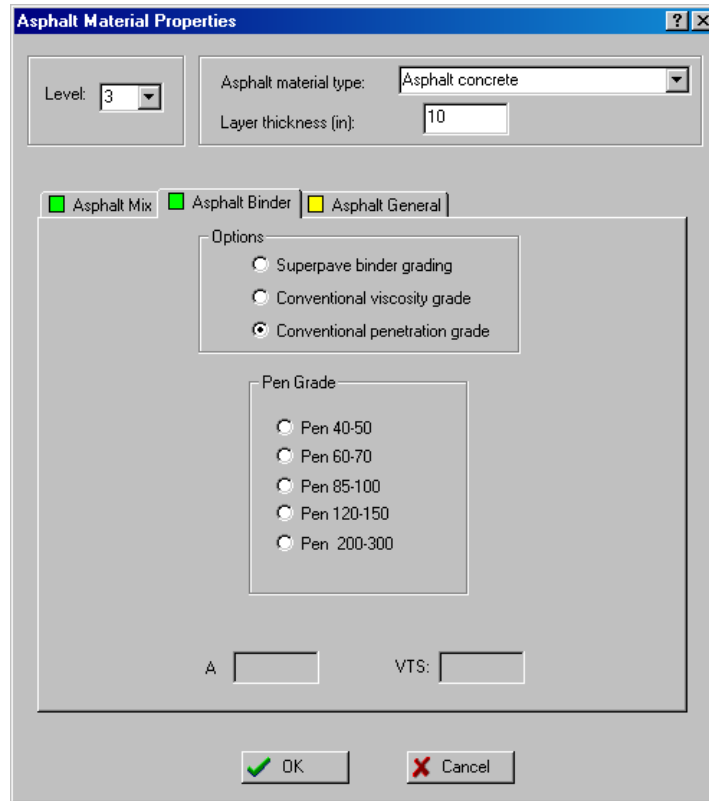 Asphalt Material Properties
Level: 3
Asphalt material type: Asphalt concrete
Layer thickness (in): 10
Asphalt Mix Asphalt Binder Asphalt General
Options
Superpave binder grading
Conventional viscosity grade
Conventional penetration grade
Pen Grade
Pen 40-50
Pen 60-70
Pen 85-100
Pen 120-150
Pen 200-300
A VTS:
OK Cancel